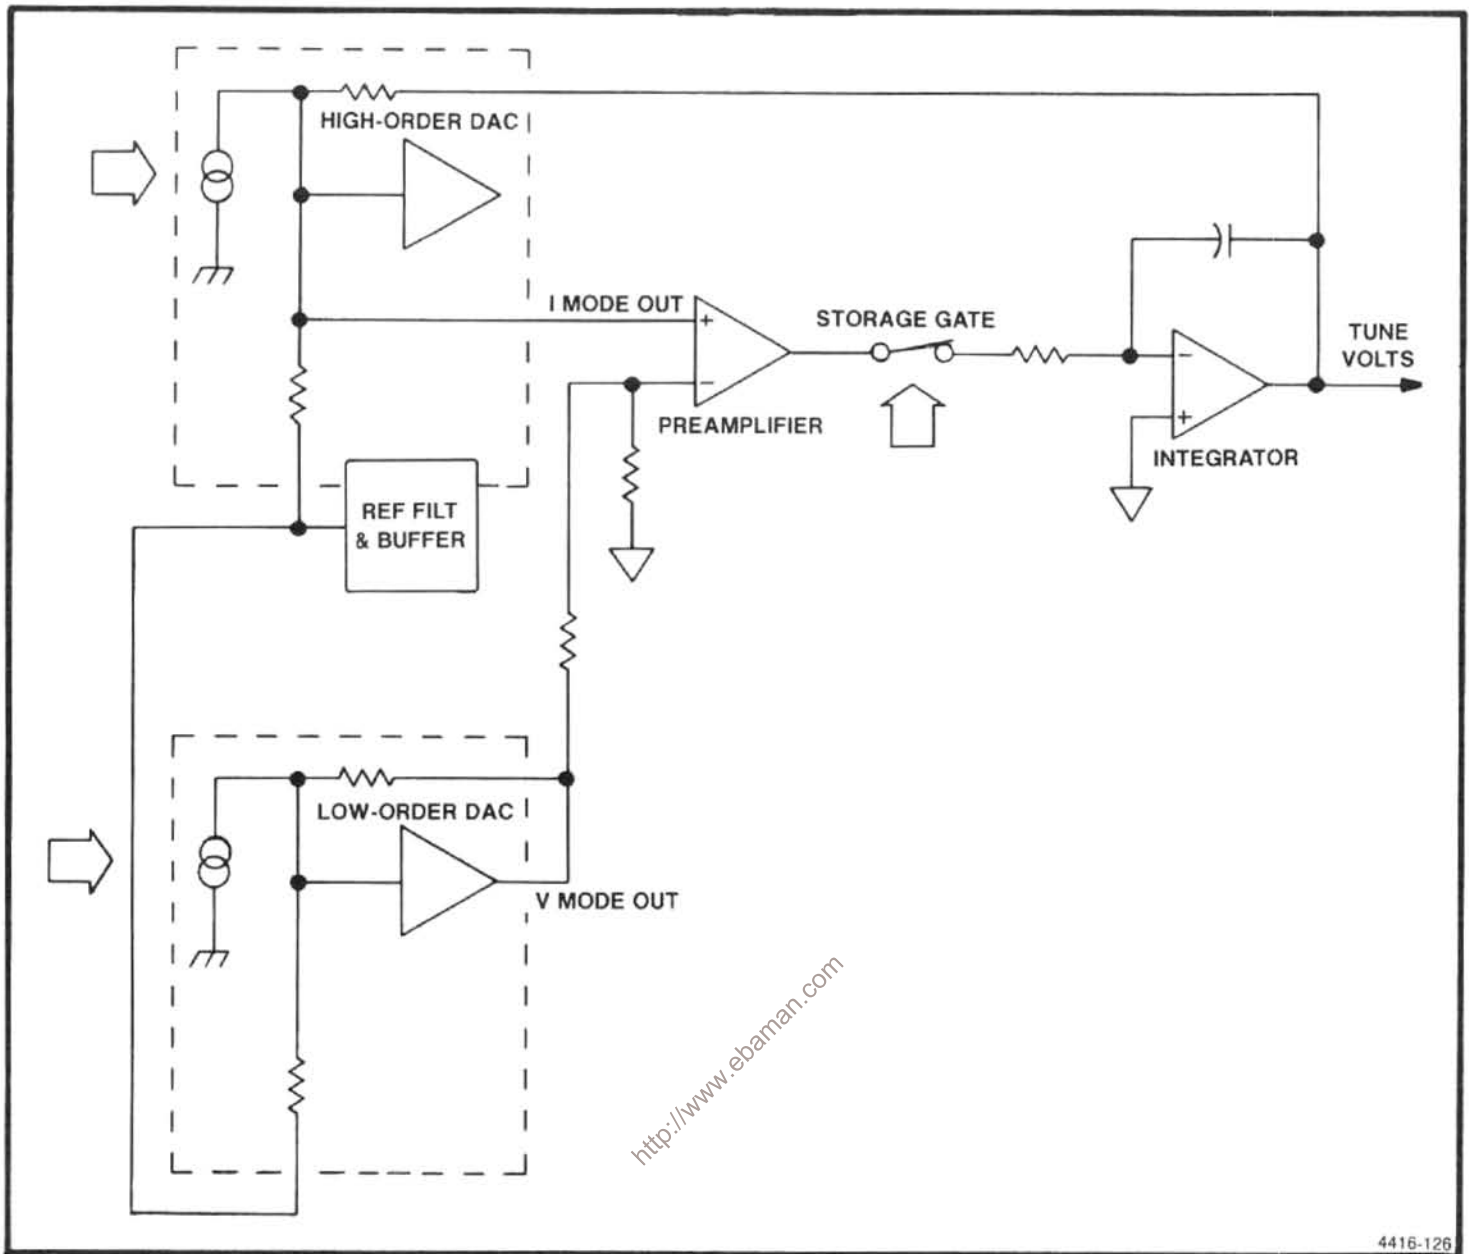 HIGH-ORDER DAC
I MODE OUT
+
−
PREAMPLIFIER
STORAGE GATE
−
+
INTEGRATOR
TUNE
VOLTS
REF FILT
& BUFFER
LOW-ORDER DAC
V MODE OUT
http://www.ebaman.com
4416-126